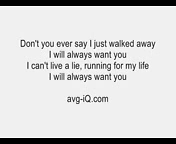 Don't you ever say I just walked away
I will always want you
I can't live a lie, running for my life
I will always want you
avg-iQ.com